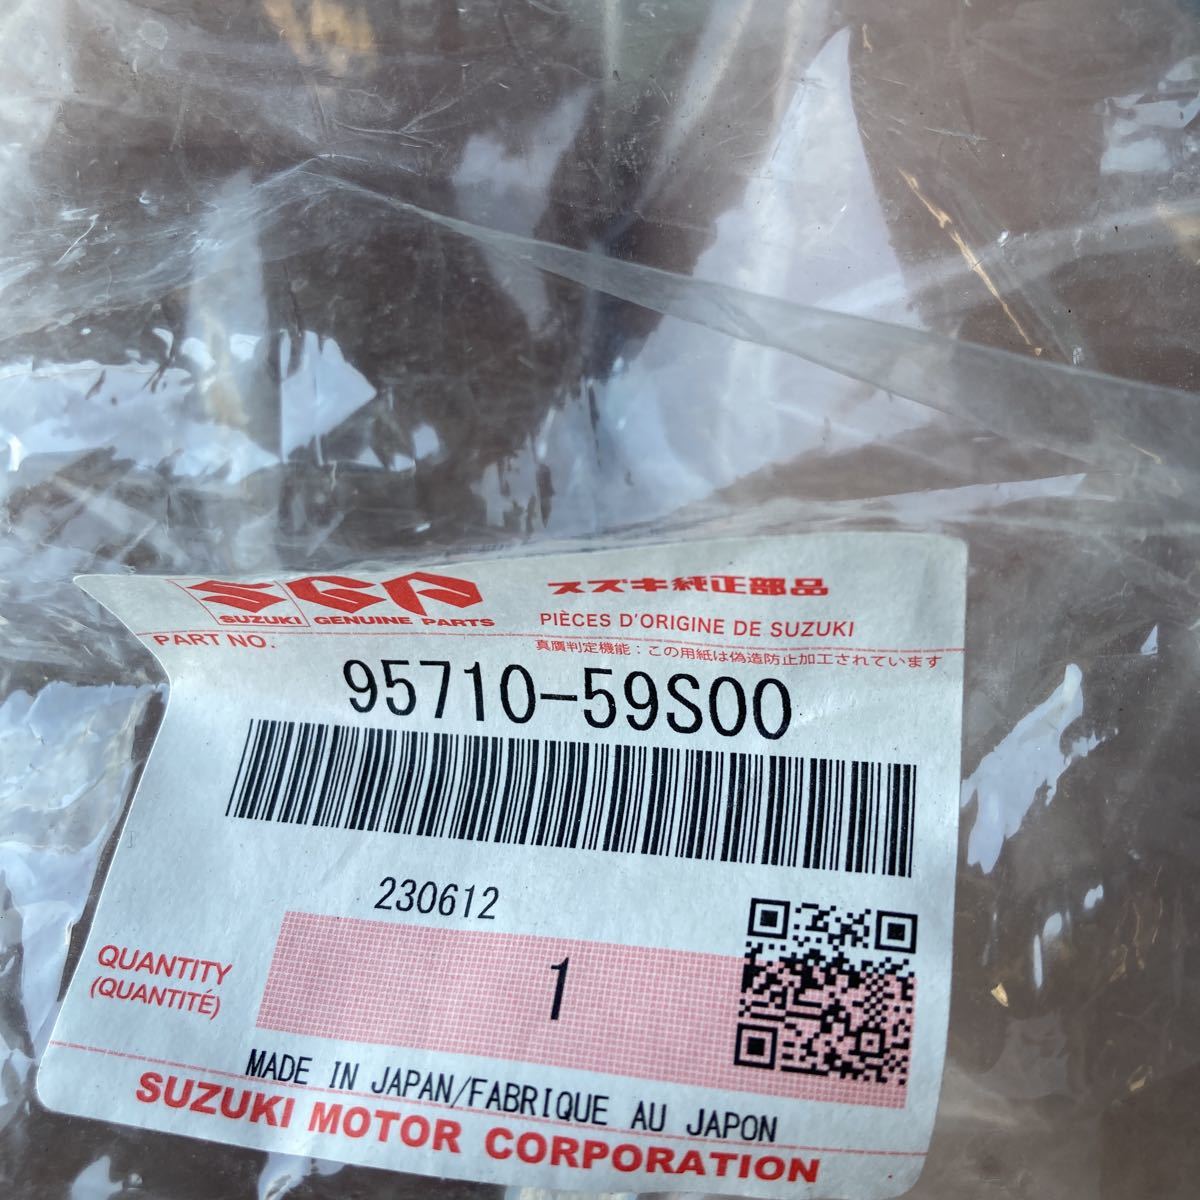 SGP スズキ純正部品
SUZUKI GENUINE PARTS PIÈCES D'ORIGINE DE SUZUKI
PART NO. 真贋判定機能：この用紙は偽造防止加工されています
95710-59S00
230612
QUANTITY
(QUANTITÉ) 1
MADE IN JAPAN/FABRIQUE AU JAPON
SUZUKI MOTOR CORPORATION